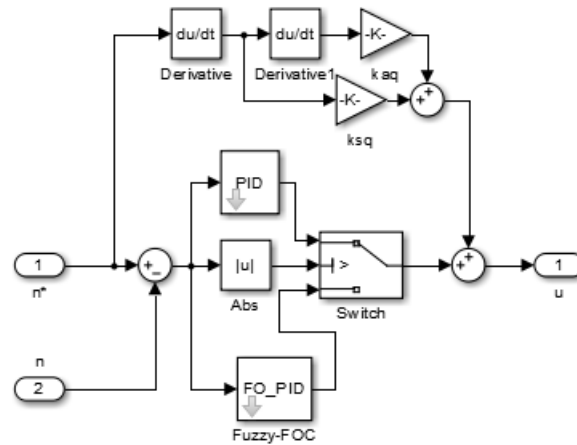 du/dt
du/dt
-K-
Derivative
Derivative1
kaq
-K-
ksq
PID
1
n*
|u|
Abs
>
Switch
1
u
n
2
FO_PID
Fuzzy-FOC